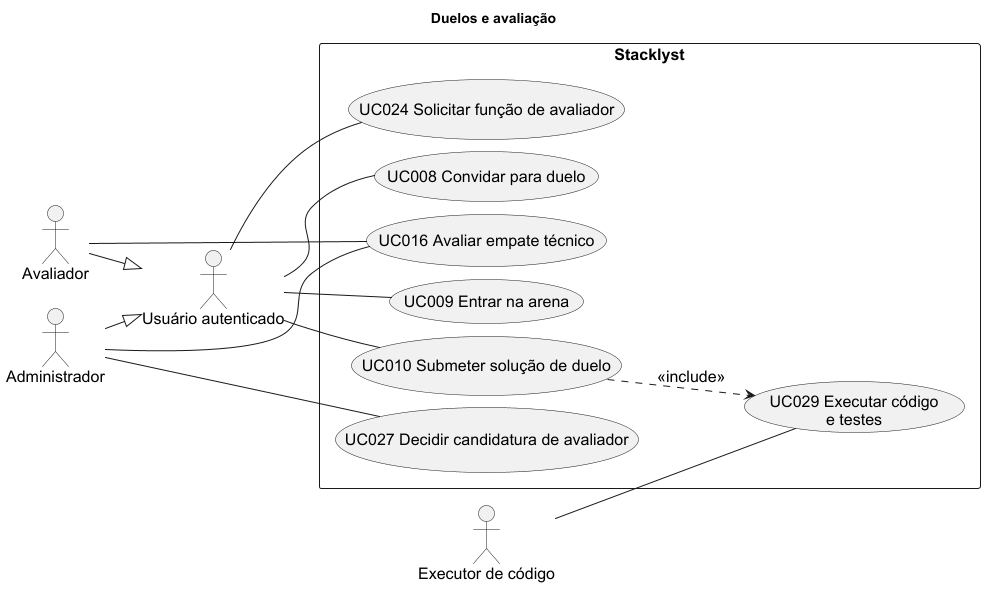 Duelos e avaliação
Stacklyst
UC024 Solicitar função de avaliador
UC008 Convidar para duelo
UC016 Avaliar empate técnico
Avaliador
UC009 Entrar na arena
Usuário autenticado
UC010 Submeter solução de duelo
Administrador
«include»
UC029 Executar código
e testes
UC027 Decidir candidatura de avaliador
Executor de código